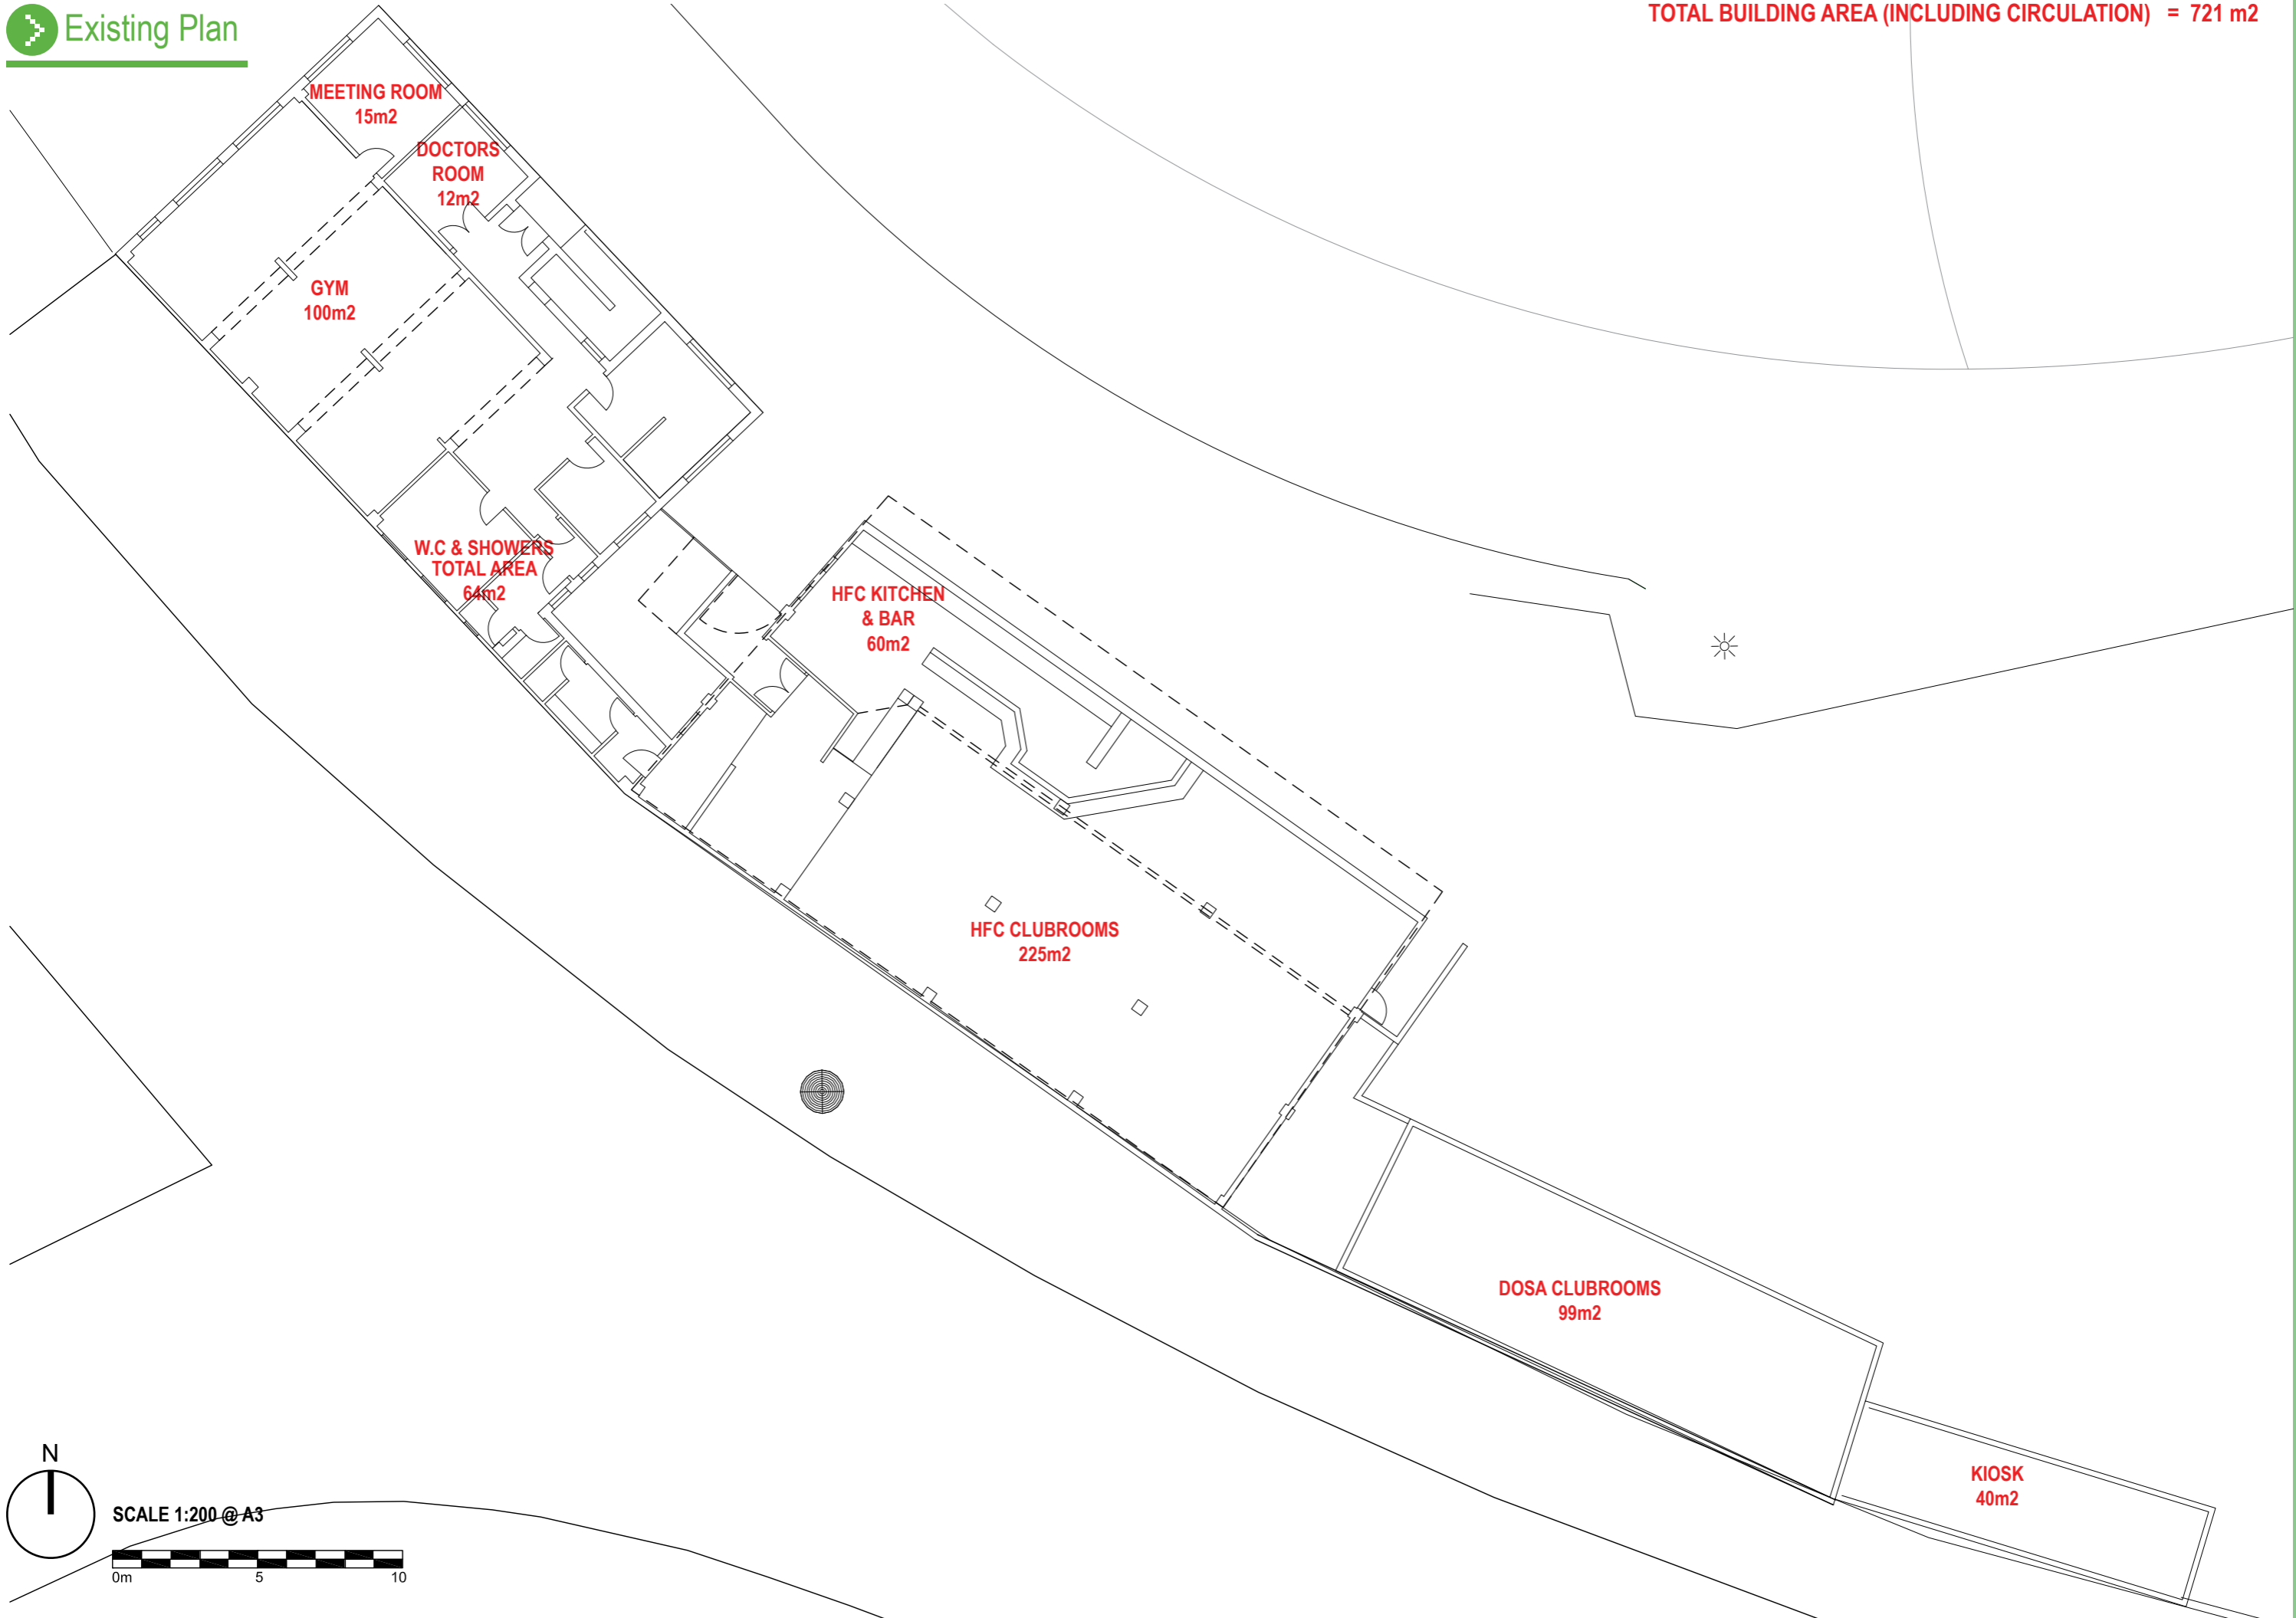 Existing Plan
TOTAL BUILDING AREA (INCLUDING CIRCULATION) = 721 m2
MEETING ROOM
15m2
DOCTORS
ROOM
12m2
GYM
100m2
W.C & SHOWERS
TOTAL AREA
64m2
HFC KITCHEN
& BAR
60m2
HFC CLUBROOMS
225m2
DOSA CLUBROOMS
99m2
KIOSK
40m2
N
SCALE 1:200 @ A3
0m 5 10